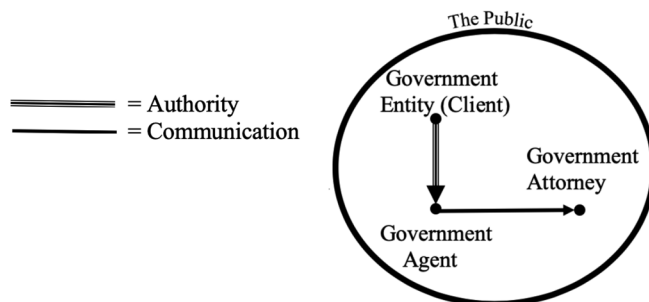 The Public
Government
Entity (Client)
= Authority
= Communication
Government
Attorney
Government
Agent